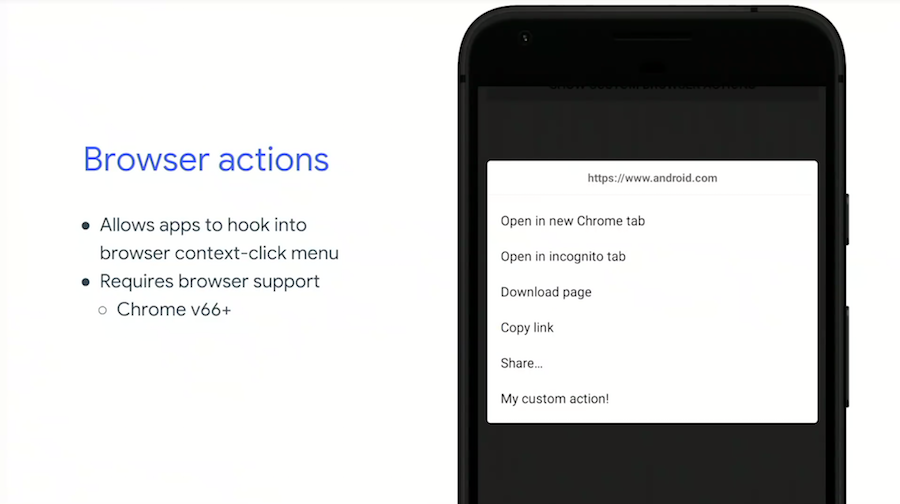 Browser actions
Allows apps to hook into
browser context-click menu
Requires browser support
Chrome v66+
https://www.android.com
Open in new Chrome tab
Open in incognito tab
Download page
Copy link
Share…
My custom action!